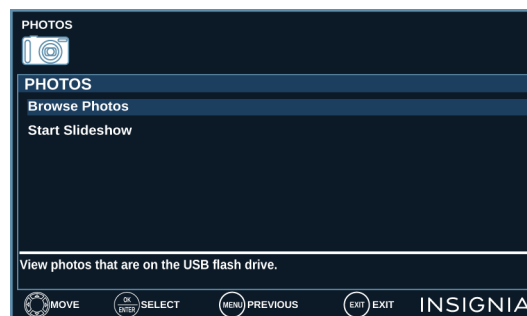 PHOTOS
PHOTOS
Browse Photos
Start Slideshow
View photos that are on the USB flash drive.
MOVE OK ENTER SELECT MENU PREVIOUS EXIT EXIT INSIGNIA